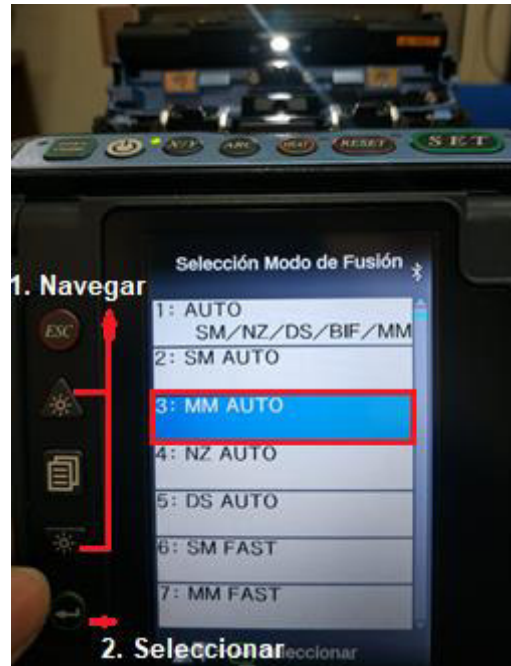 X/Y ARC HEAT RESET SET
Selección Modo de Fusión
1. Navegar
ESC
1: AUTO
SM/NZ/DS/BIF/MM
2: SM AUTO
3: MM AUTO
4: NZ AUTO
5: DS AUTO
6: SM FAST
7: MM FAST
2. Seleccionar
eleccionar